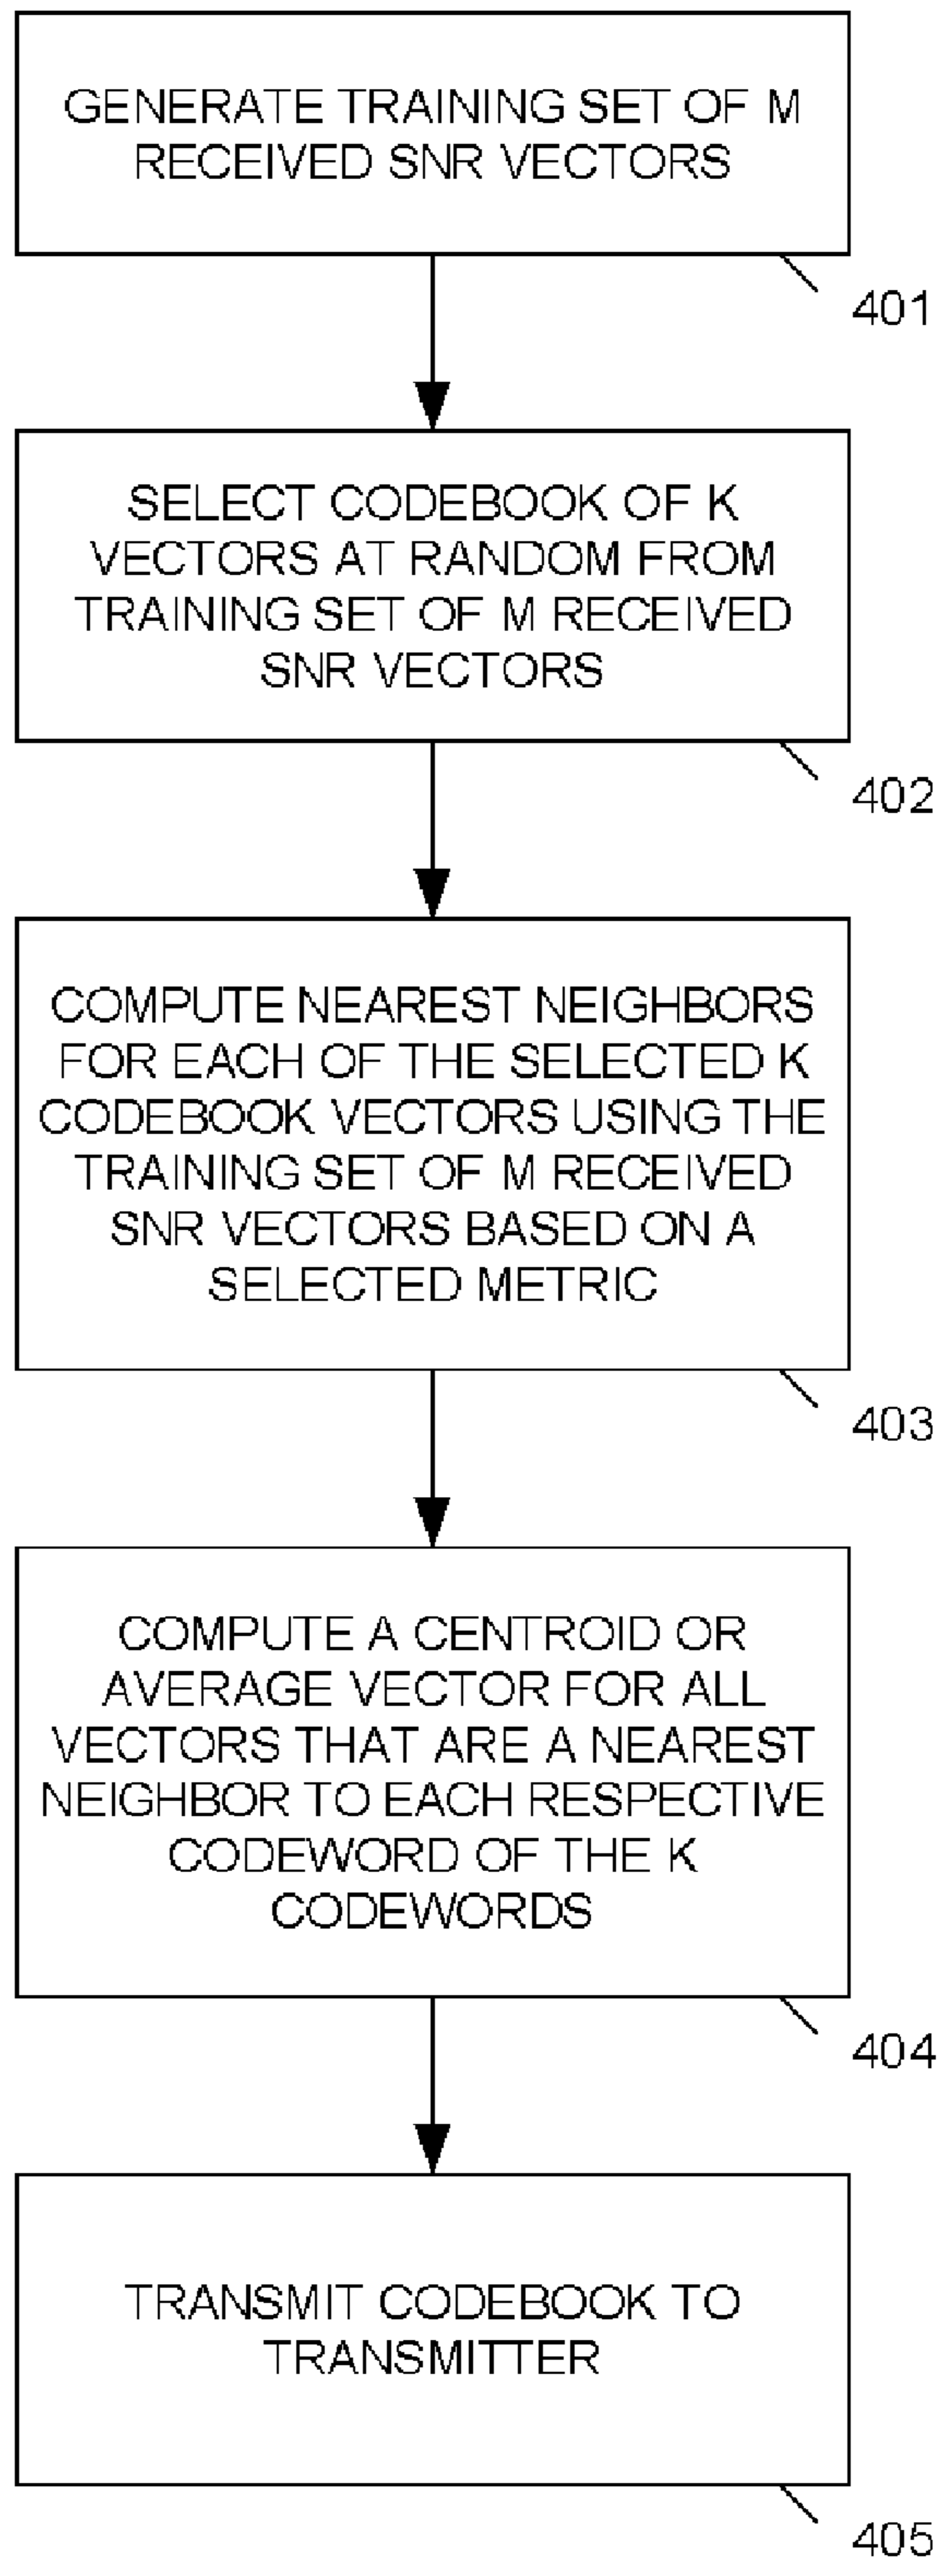 GENERATE TRAINING SET OF M
RECEIVED SNR VECTORS
401
SELECT CODEBOOK OF K
VECTORS AT RANDOM FROM
TRAINING SET OF M RECEIVED
SNR VECTORS
402
COMPUTE NEAREST NEIGHBORS
FOR EACH OF THE SELECTED K
CODEBOOK VECTORS USING THE
TRAINING SET OF M RECEIVED
SNR VECTORS BASED ON A
SELECTED METRIC
403
COMPUTE A CENTROID OR
AVERAGE VECTOR FOR ALL
VECTORS THAT ARE A NEAREST
NEIGHBOR TO EACH RESPECTIVE
CODEWORD OF THE K
CODEWORDS
404
TRANSMIT CODEBOOK TO
TRANSMITTER
405